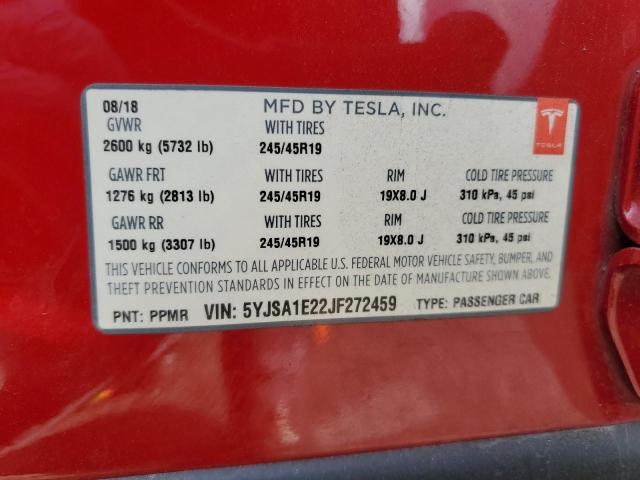 08/18 MFD BY TESLA, INC.
GVWR WITH TIRES
2600 kg (5732 lb) 245/45R19
TESLA
GAWR FRT WITH TIRES RIM COLD TIRE PRESSURE
1276 kg (2813 lb) 245/45R19 19X8.0 J 310 kPa, 45 psi
GAWR RR WITH TIRES RIM COLD TIRE PRESSURE
1500 kg (3307 lb) 245/45R19 19X8.0 J 310 kPa, 45 psi
THIS VEHICLE CONFORMS TO ALL APPLICABLE U.S. FEDERAL MOTOR VEHICLE SAFETY, BUMPER, AND
THEFT PREVENTION STANDARDS IN EFFECT ON THE DATE OF MANUFACTURE SHOWN ABOVE.
PNT: PPMR VIN: 5YJSA1E22JF272459 TYPE: PASSENGER CAR